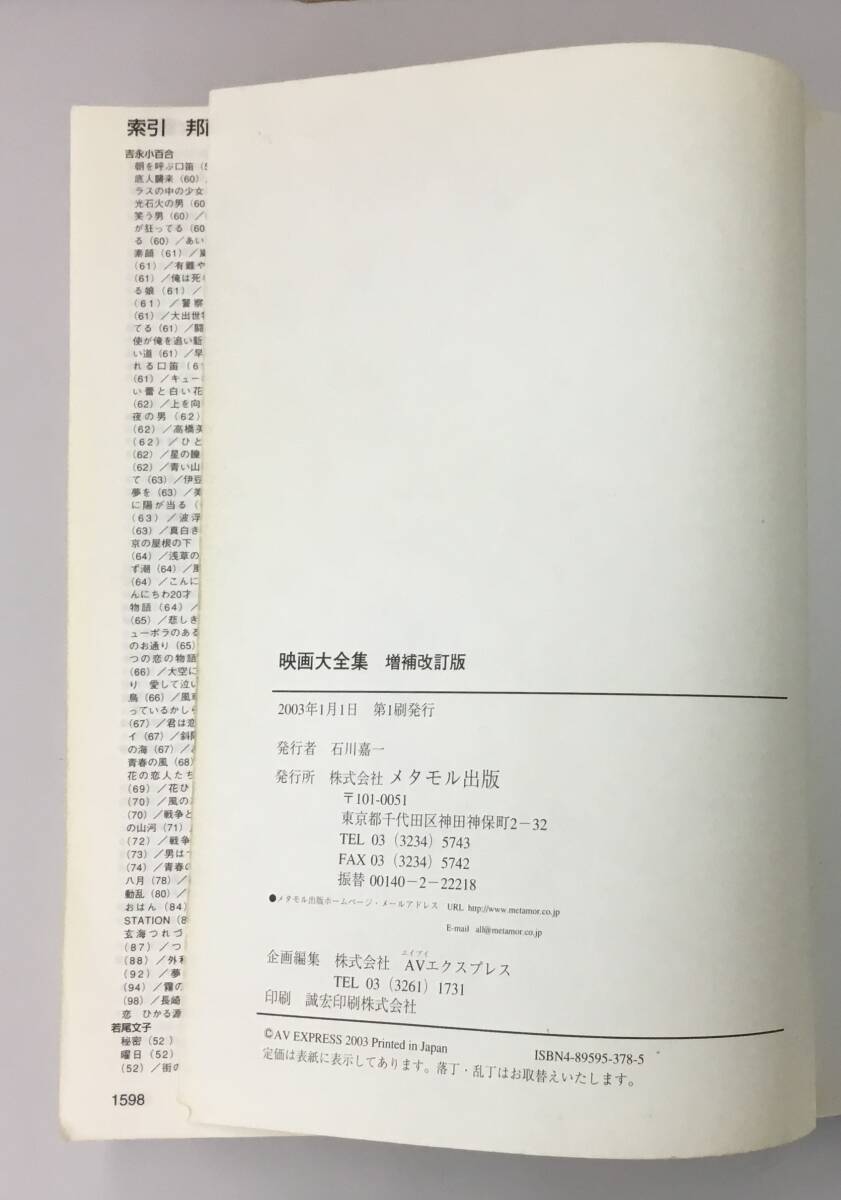 索引 邦
吉永小百合
朝を呼ぶ口笛
底人襲来（60）
ラスの中の少女
光石火の男（60
笑う男（60）／
が狂ってる（60
る（60）／あい
素顔（61）／
（61）／有難や
（61）／俺は死
る娘（61）／
（61）／警察
（61）／大出世
てる（61）／闘
使が俺を追い
い道（61）／早
れる口笛（6
（61）／キュー
い蕾と白い花
（62）／上を向
夜の男（62）
（62）／高橋英
（62）／ひと
（62）／星の瞳
（62）／青い山
て（63）／伊豆
夢を（63）／美
に陽が当る（
（63）／波浮
（63）／真白き
京の屋根の下
（64）／浅草の
ず潮（64）／風
（64）／こんに
んにちわ20才
物語（64）／
（65）／悲しき
ューポラのある
のお通り（65）
つの恋の物語
（66）／大空に
り 愛して泣い
鳥（66）／風
っているかしら
（67）／君は恋
イ（67）／斜陽
の海（67）／
青春の風（68）
花の恋人たち
（69）／花ひ
（70）／風の
（70）／戦争と
の山河（71）
（72）／戦争
（73）／男はつ
（74）／青春の
八月（78）／
動乱（80）／
おはん（84）
STATION（8
玄海つれづ
（87）／つ
（88）／外科
（92）／夢
（94）／霧の
（98）／長崎
恋 ひかる源
若尾文子
秘密（52）
曜日（52）
（52）／街の
1598
映画大全集 増補改訂版
2003年1月1日 第1刷発行
発行者 石川嘉一
発行所 株式会社 メタモル出版
〒101-0051
東京都千代田区神田神保町2－32
TEL 03（3234）5743
FAX 03（3234）5742
振替 00140－2－22218
●メタモル出版ホームページ・メールアドレス URL http://www.metamor.co.jp
E-mail all@metamor.co.jp
エイブイ
企画編集 株式会社 AVエクスプレス
TEL 03（3261）1731
印刷 誠宏印刷株式会社
©AV EXPRESS 2003 Printed in Japan ISBN4-89595-378-5
定価は表紙に表示してあります。落丁・乱丁はお取替えいたします。